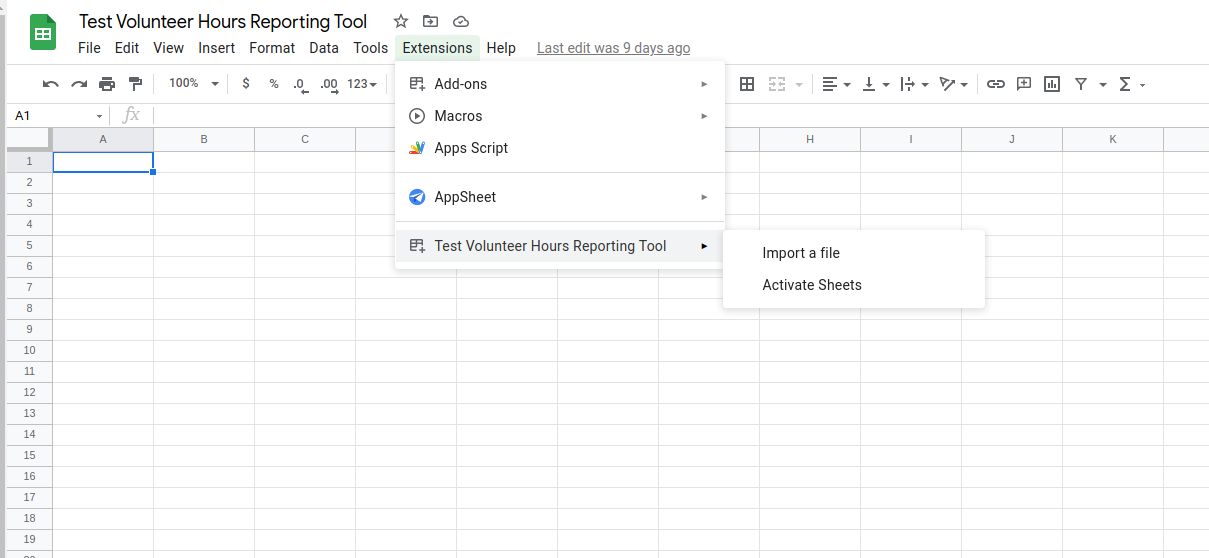 Test Volunteer Hours Reporting Tool
File Edit View Insert Format Data Tools Extensions Help Last edit was 9 days ago
100% $ % .0 .00 123
A1 fx
A B C H I J K
Add-ons
Macros
Apps Script
AppSheet
Test Volunteer Hours Reporting Tool
Import a file
Activate Sheets
1
2
3
4
5
6
7
8
9
10
11
12
13
14
15
16
17
18
19